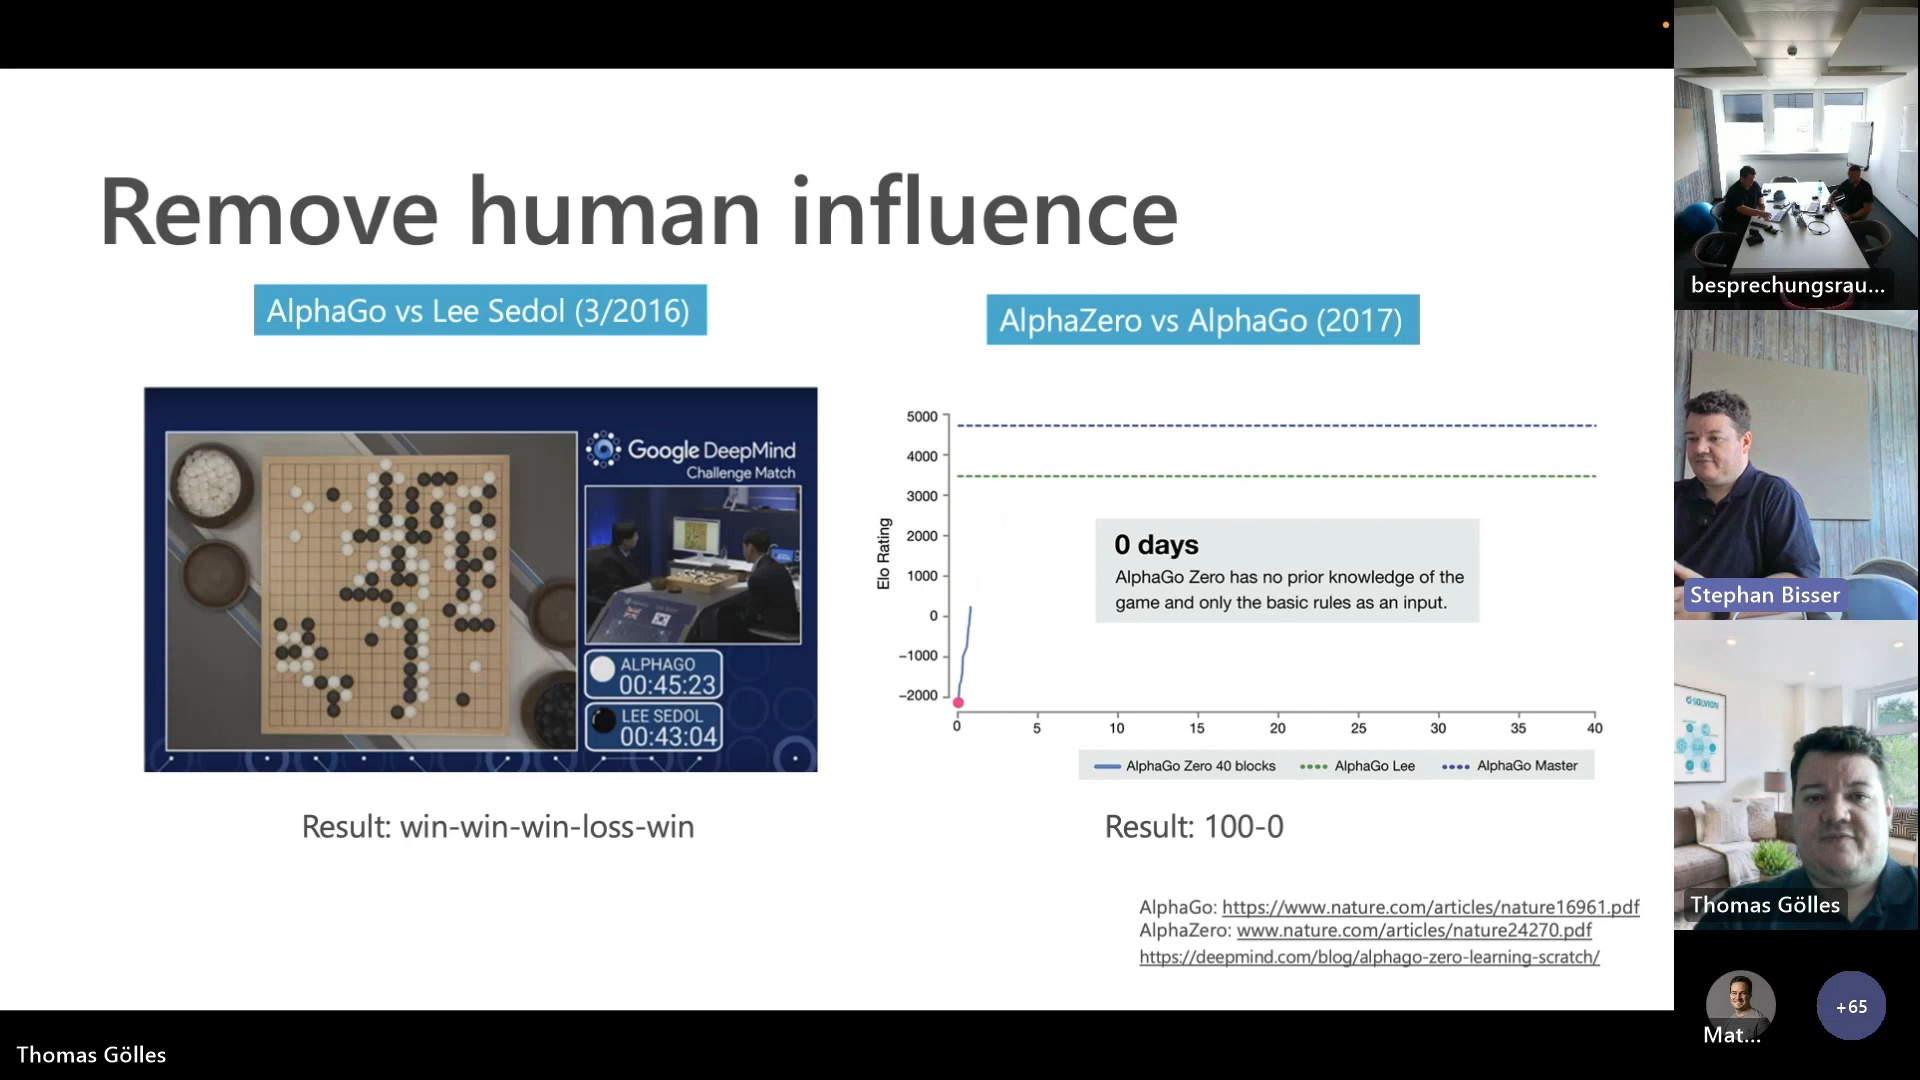 Remove human influence
AlphaGo vs Lee Sedol (3/2016)
Google DeepMind
Challenge Match
ALPHAGO
00:45:23
LEE SEDOL
00:43:04
Result: win-win-win-loss-win
AlphaZero vs AlphaGo (2017)
Elo Rating
5000
4000
3000
2000
1000
0
−1000
−2000
0 5 10 15 20 25 30 35 40
0 days
AlphaGo Zero has no prior knowledge of the
game and only the basic rules as an input.
AlphaGo Zero 40 blocks AlphaGo Lee AlphaGo Master
Result: 100-0
AlphaGo: https://www.nature.com/articles/nature16961.pdf
AlphaZero: www.nature.com/articles/nature24270.pdf
https://deepmind.com/blog/alphago-zero-learning-scratch/
Thomas Gölles
besprechungsrau...
Stephan Bisser
Thomas Gölles
Mat...
+65